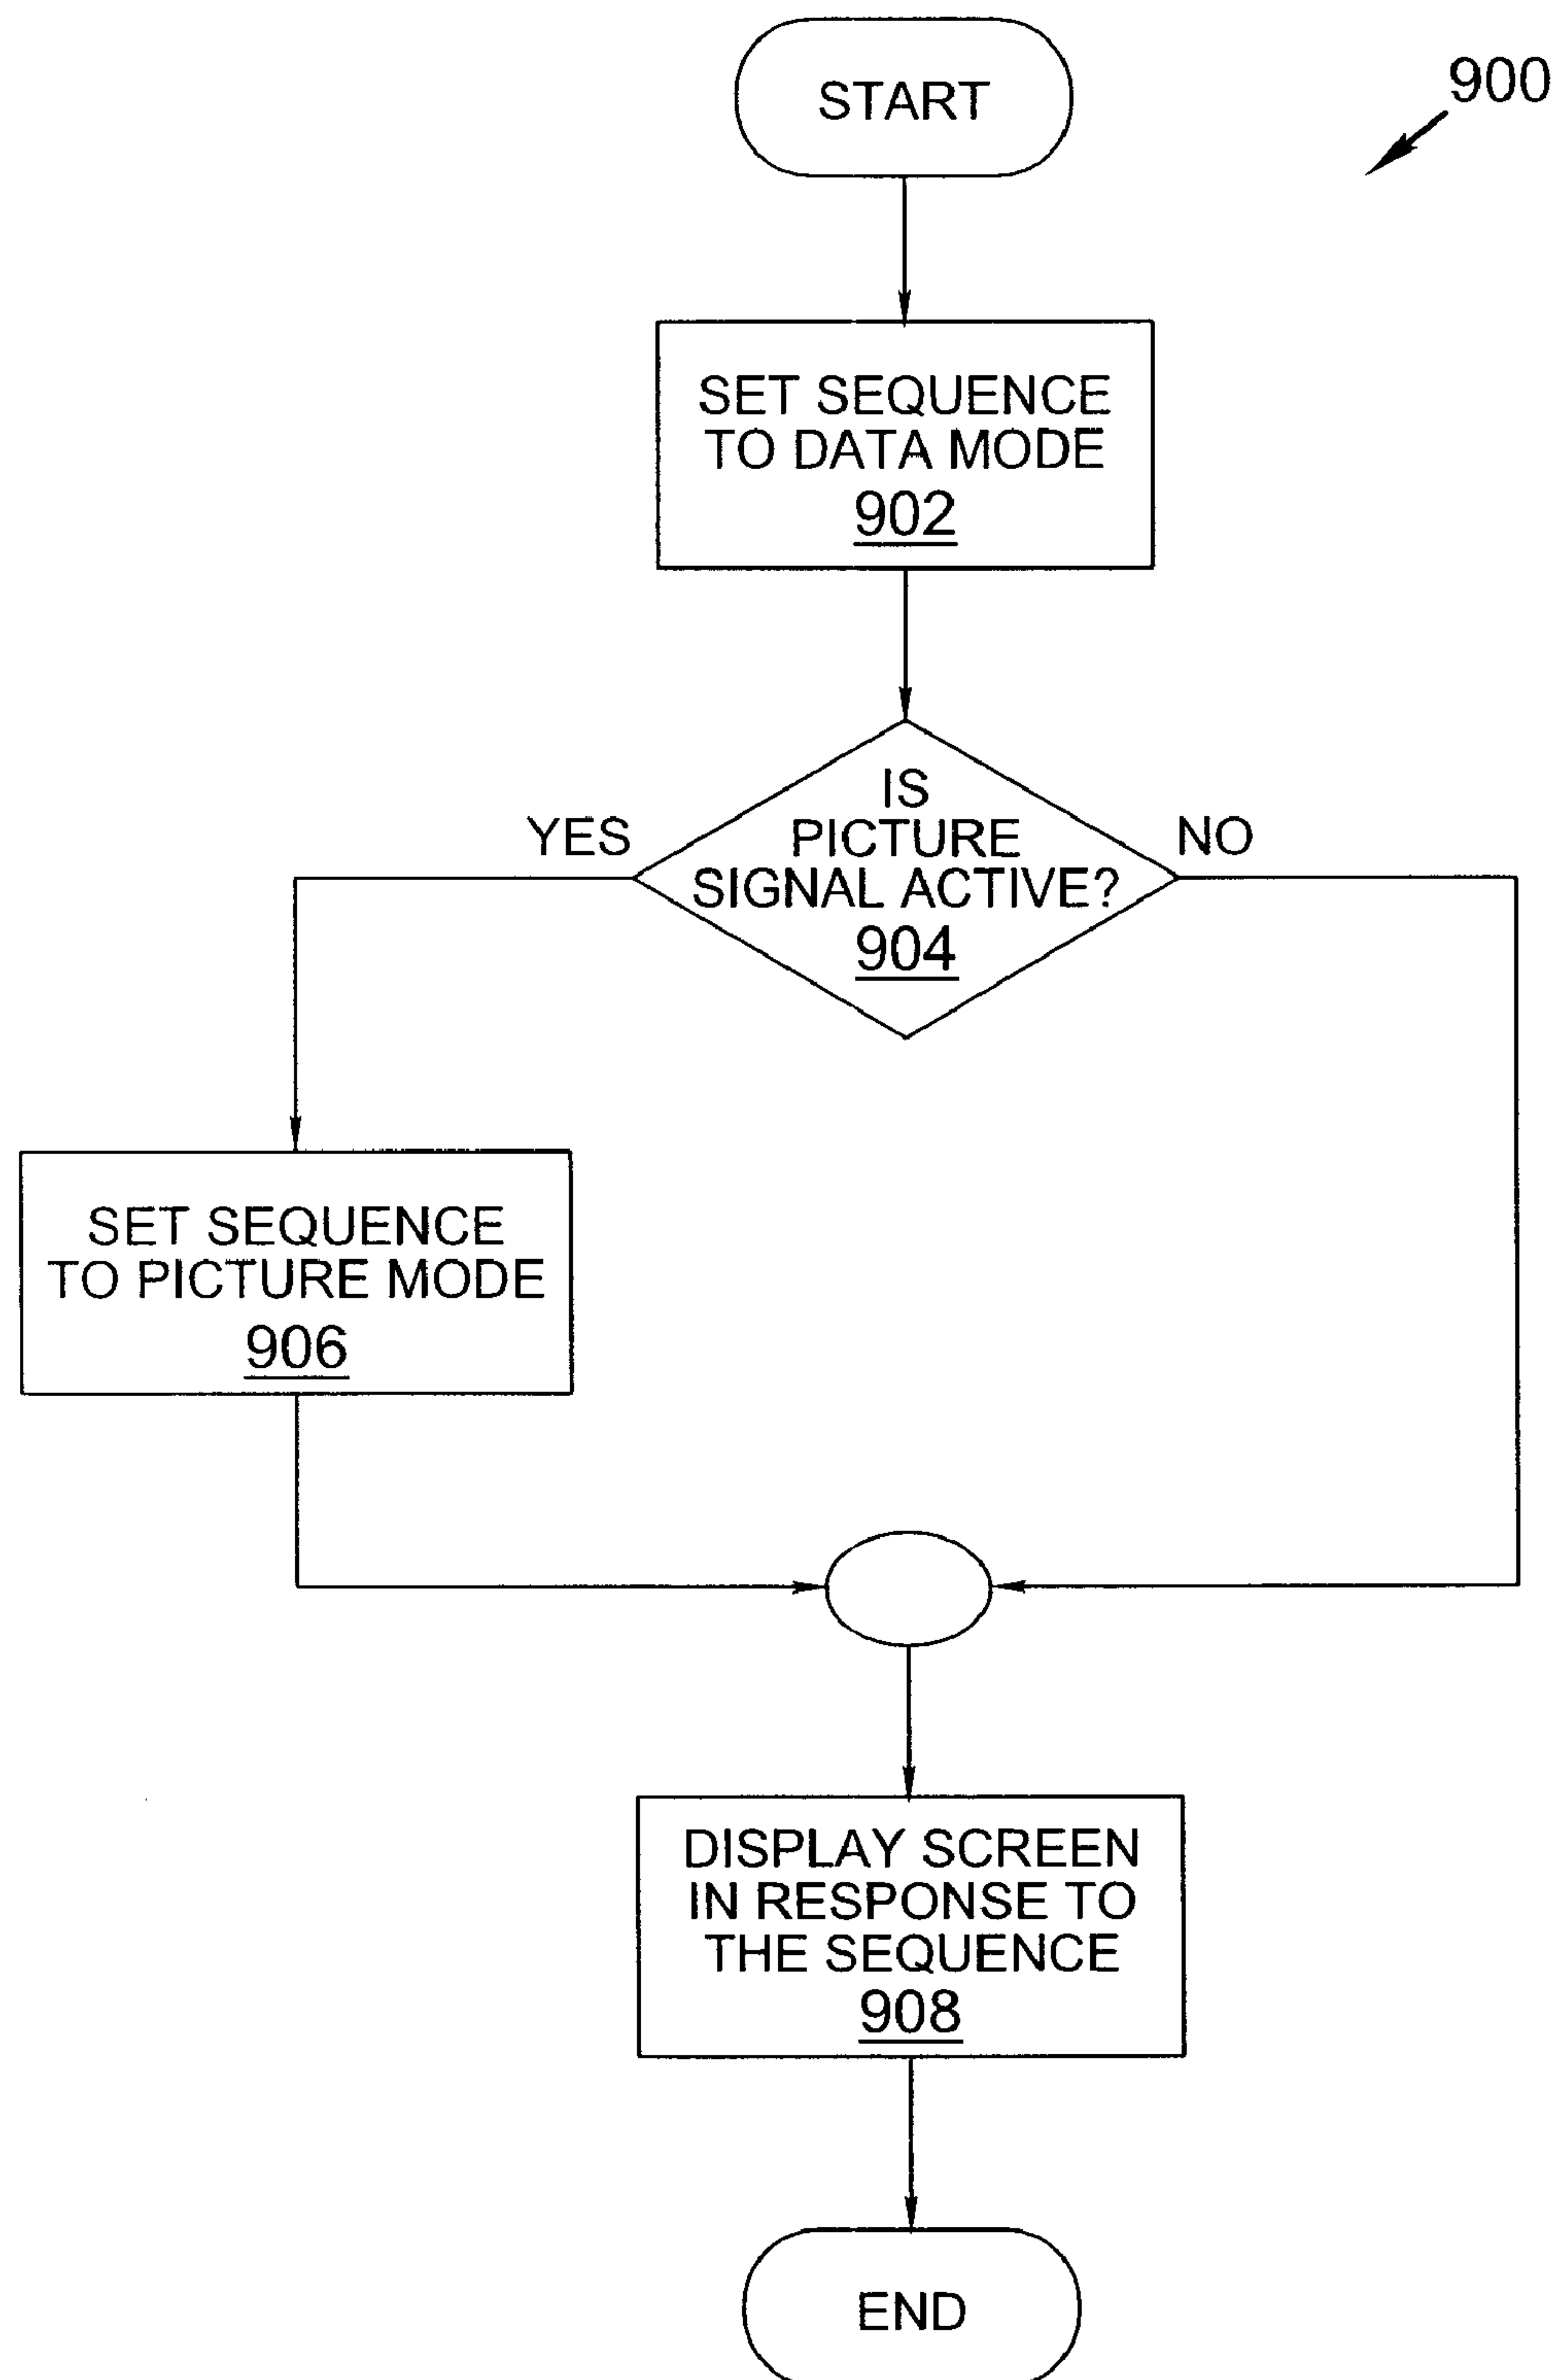 START
900
SET SEQUENCE
TO DATA MODE
902
IS
PICTURE
SIGNAL ACTIVE?
904
YES
NO
SET SEQUENCE
TO PICTURE MODE
906
DISPLAY SCREEN
IN RESPONSE TO
THE SEQUENCE
908
END